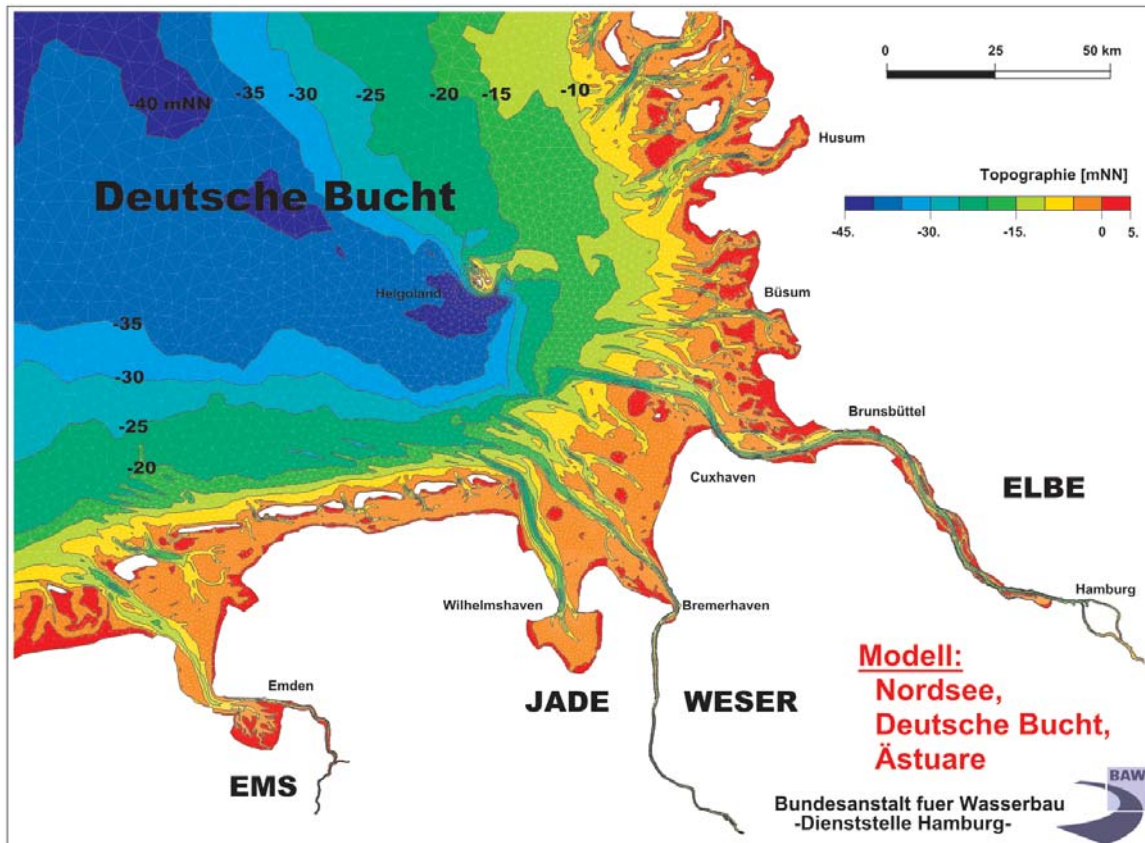 0 25 50 km
-40 mNN
-35
-30
-25
-20
-15
-10
Husum
Deutsche Bucht
Topographie [mNN]
-45. -30. -15. 0 5.
Helgoland
Büsum
-35
-30
-25
-20
Brunsbüttel
Cuxhaven
ELBE
Hamburg
Wilhelmshaven
Bremerhaven
Emden
JADE
WESER
EMS
Modell:
Nordsee,
Deutsche Bucht,
Ästuare
Bundesanstalt fuer Wasserbau
-Dienststelle Hamburg-
BAW